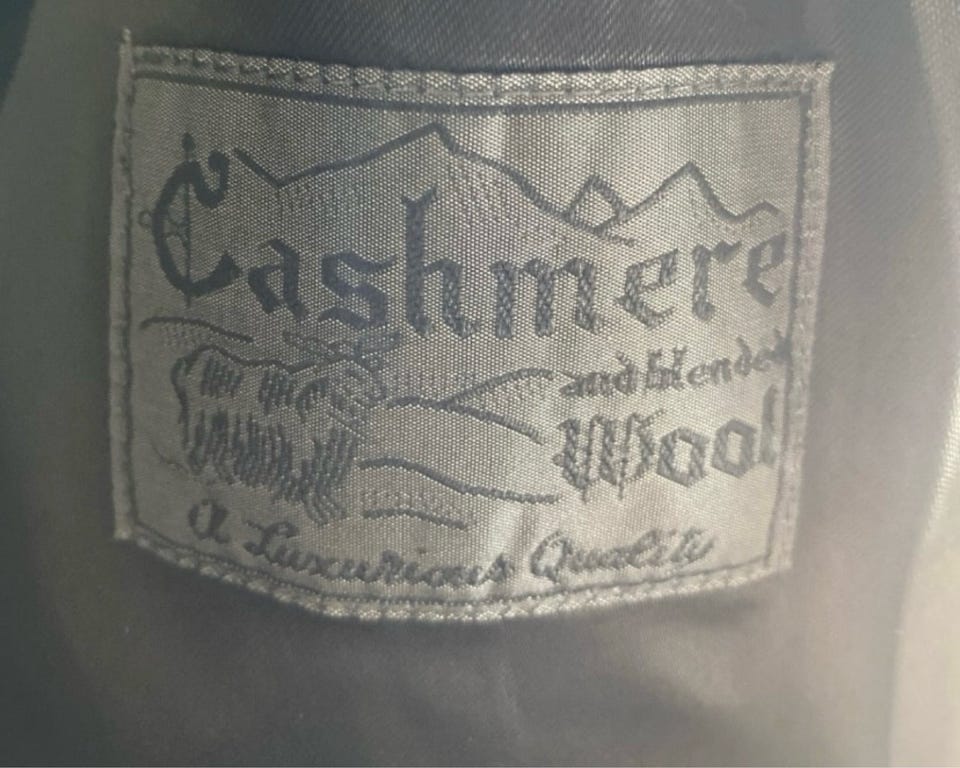 Cashmere
and blended
Wool
A Luxurious Quality